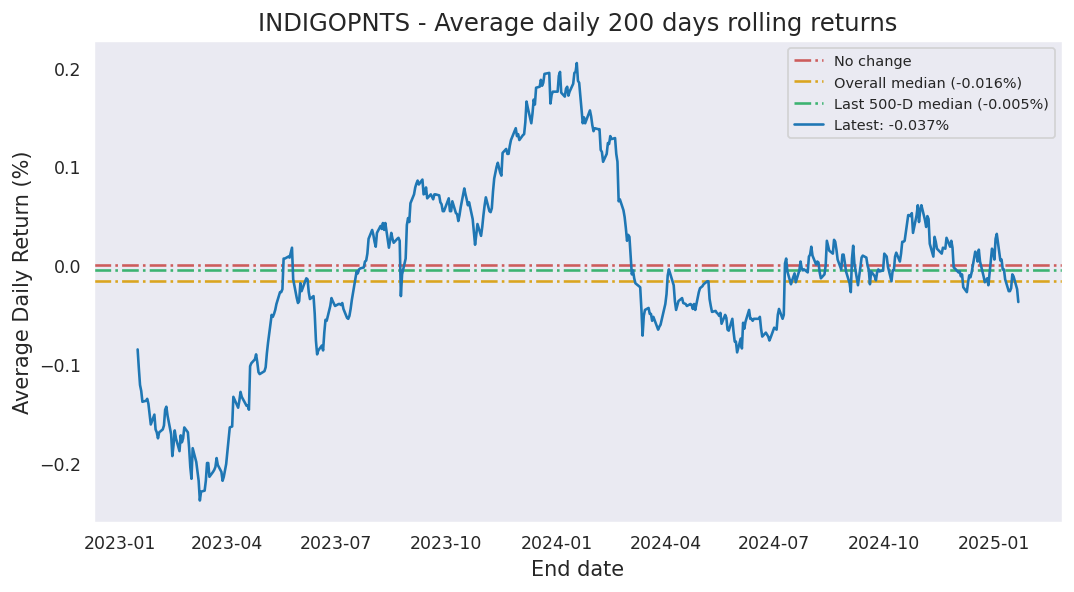 INDIGOPNTS - Average daily 200 days rolling returns
No change
Overall median (-0.016%)
Last 500-D median (-0.005%)
Latest: -0.037%
Average Daily Return (%)
0.2
0.1
0.0
−0.1
−0.2
2023-01 2023-04 2023-07 2023-10 2024-01 2024-04 2024-07 2024-10 2025-01
End date